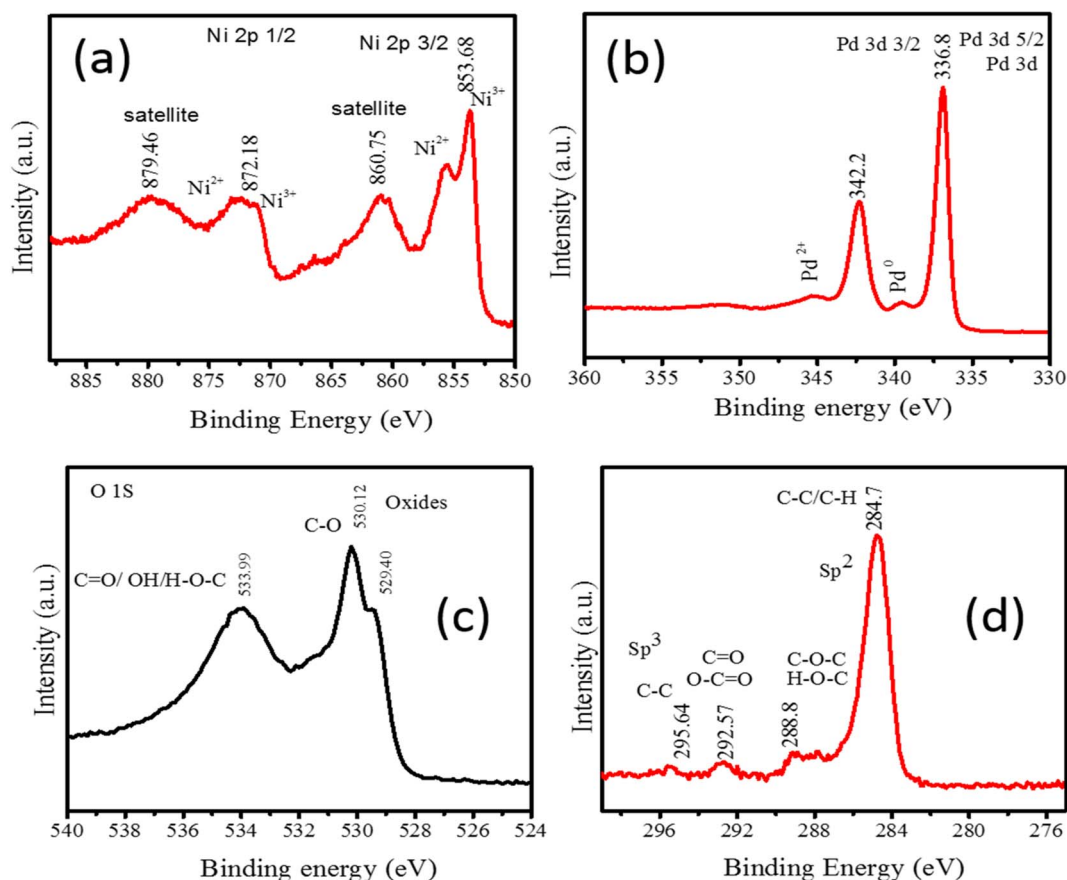 (a)
Ni 2p 1/2
Ni 2p 3/2
853.68
Ni3+
satellite
satellite
879.46
Ni2+
872.18
Ni3+
860.75
Ni2+
Intensity (a.u.)
885 880 875 870 865 860 855 850
Binding Energy (eV)
(b)
Pd 3d 3/2
336.8
Pd 3d 5/2
Pd 3d
342.2
Pd2+
Pd0
Intensity (a.u.)
360 355 350 345 340 335 330
Binding energy (eV)
O 1S
C-O
530.12
Oxides
C=O/ OH/H-O-C
533.99
529.40
(c)
Intensity (a.u.)
540 538 536 534 532 530 528 526 524
Binding energy (eV)
C-C/C-H
284.7
Sp2
(d)
Sp3
C-C
C=O
O-C=O
C-O-C
H-O-C
295.64
292.57
288.8
Intensity (a.u.)
296 292 288 284 280 276
Binding Energy (eV)